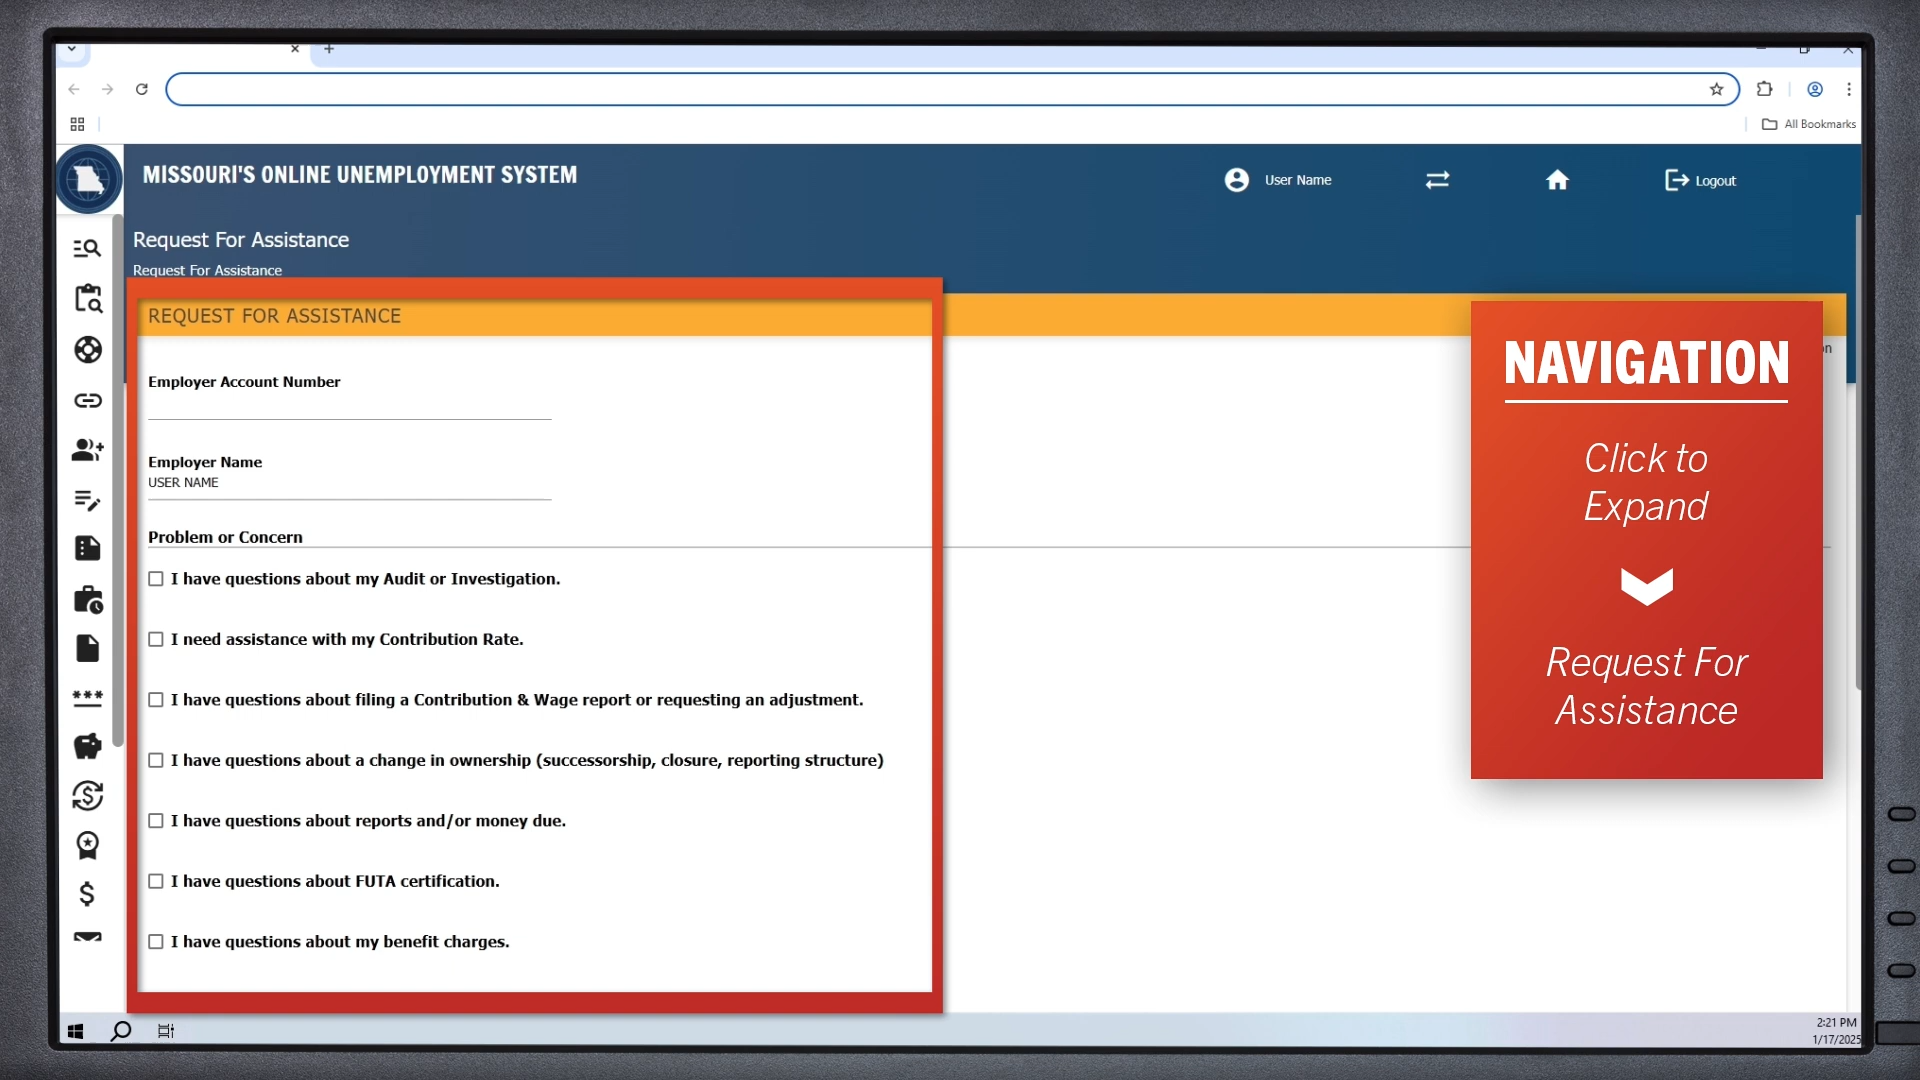 All Bookmarks
MISSOURI'S ONLINE UNEMPLOYMENT SYSTEM
User Name
Logout
Request For Assistance
Request For Assistance
REQUEST FOR ASSISTANCE
Employer Account Number
Employer Name
USER NAME
Problem or Concern
I have questions about my Audit or Investigation.
I need assistance with my Contribution Rate.
I have questions about filing a Contribution & Wage report or requesting an adjustment.
I have questions about a change in ownership (successorship, closure, reporting structure)
I have questions about reports and/or money due.
I have questions about FUTA certification.
I have questions about my benefit charges.
NAVIGATION
Click to
Expand
Request For
Assistance
2:21 PM
1/17/2025